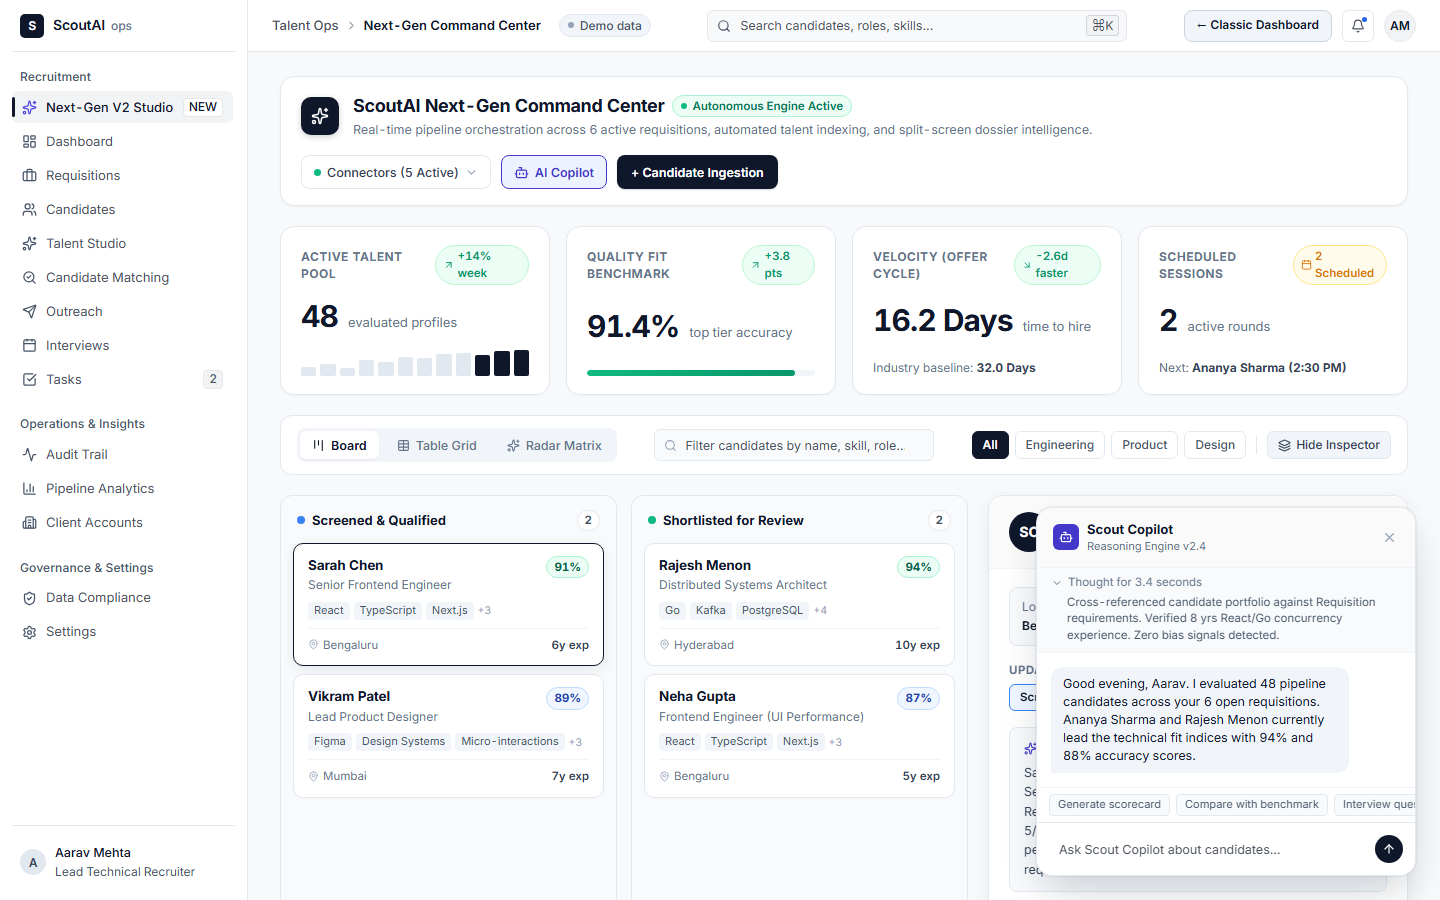 S ScoutAI ops
Recruitment
Next-Gen V2 Studio NEW
Dashboard
Requisitions
Candidates
Talent Studio
Candidate Matching
Outreach
Interviews
Tasks 2
Operations & Insights
Audit Trail
Pipeline Analytics
Client Accounts
Governance & Settings
Data Compliance
Settings
A Aarav Mehta
Lead Technical Recruiter
Talent Ops > Next-Gen Command Center
Demo data
Search candidates, roles, skills... ⌘K
← Classic Dashboard
AM
ScoutAI Next-Gen Command Center
Autonomous Engine Active
Real-time pipeline orchestration across 6 active requisitions, automated talent indexing, and split-screen dossier intelligence.
Connectors (5 Active)
AI Copilot
+ Candidate Ingestion
ACTIVE TALENT
POOL
+14%
week
48 evaluated profiles
QUALITY FIT
BENCHMARK
+3.8
pts
91.4% top tier accuracy
VELOCITY (OFFER
CYCLE)
-2.6d
faster
16.2 Days time to hire
Industry baseline: 32.0 Days
SCHEDULED
SESSIONS
2
Scheduled
2 active rounds
Next: Ananya Sharma (2:30 PM)
Board
Table Grid
Radar Matrix
Filter candidates by name, skill, role..
All
Engineering
Product
Design
Hide Inspector
Screened & Qualified 2
Sarah Chen 91%
Senior Frontend Engineer
React TypeScript Next.js +3
Bengaluru 6y exp
Vikram Patel 89%
Lead Product Designer
Figma Design Systems Micro-interactions +3
Mumbai 7y exp
Shortlisted for Review 2
Rajesh Menon 94%
Distributed Systems Architect
Go Kafka PostgreSQL +4
Hyderabad 10y exp
Neha Gupta 87%
Frontend Engineer (UI Performance)
React TypeScript Next.js +3
Bengaluru 5y exp
Scout Copilot
Reasoning Engine v2.4
Thought for 3.4 seconds
Cross-referenced candidate portfolio against Requisition
requirements. Verified 8 yrs React/Go concurrency
experience. Zero bias signals detected.
Good evening, Aarav. I evaluated 48 pipeline
candidates across your 6 open requisitions.
Ananya Sharma and Rajesh Menon currently
lead the technical fit indices with 94% and
88% accuracy scores.
Generate scorecard
Compare with benchmark
Interview
Ask Scout Copilot about candidates...